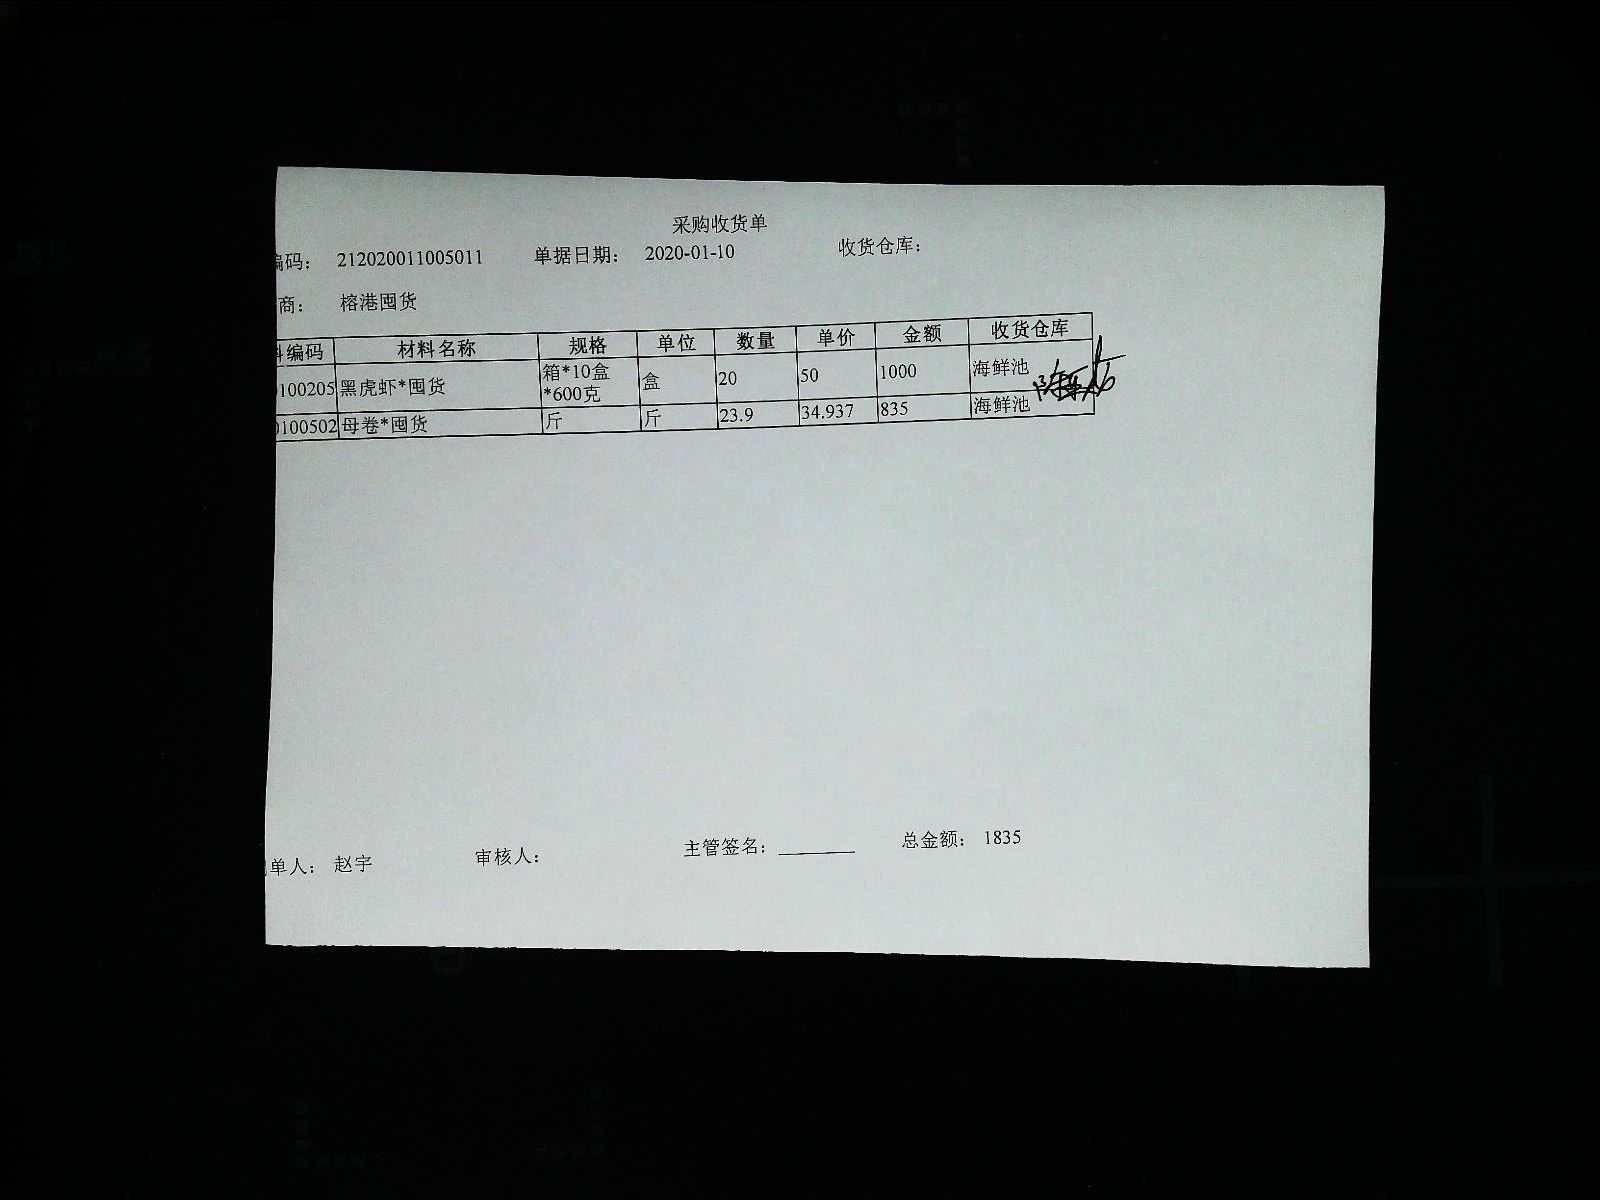 采购收货单
编码： 212020011005011 单据日期： 2020-01-10 收货仓库：
商： 榕港囤货
料编码 材料名称 规格 单位 数量 单价 金额 收货仓库
0100205 黑虎虾*囤货 箱*10盒*600克 盒 20 50 1000 海鲜池
0100502 母卷*囤货 斤 斤 23.9 34.937 835 海鲜池
单人： 赵宇 审核人： 主管签名： 总金额： 1835